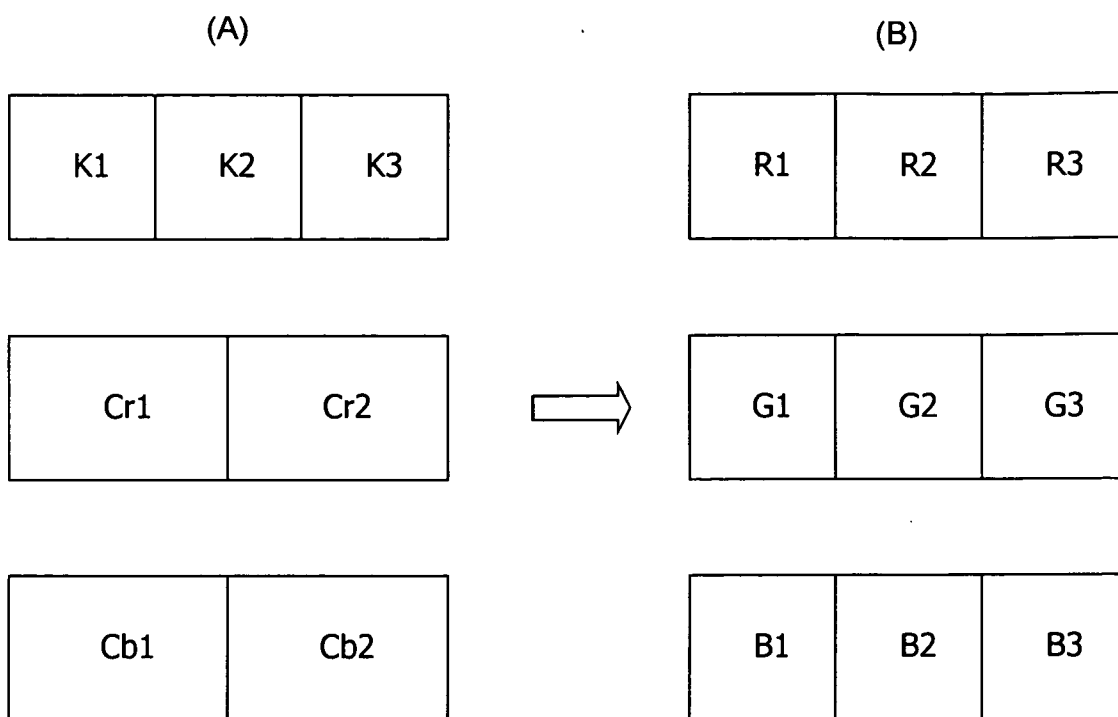 (A)
K1 K2 K3
Cr1 Cr2
Cb1 Cb2
(B)
R1 R2 R3
G1 G2 G3
B1 B2 B3